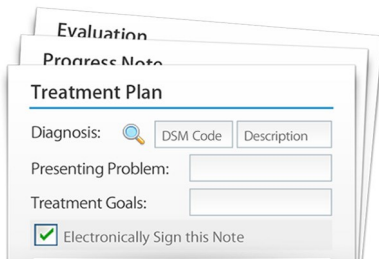 Evaluation
Progress Note
Treatment Plan
Diagnosis: DSM Code Description
Presenting Problem:
Treatment Goals:
Electronically Sign this Note